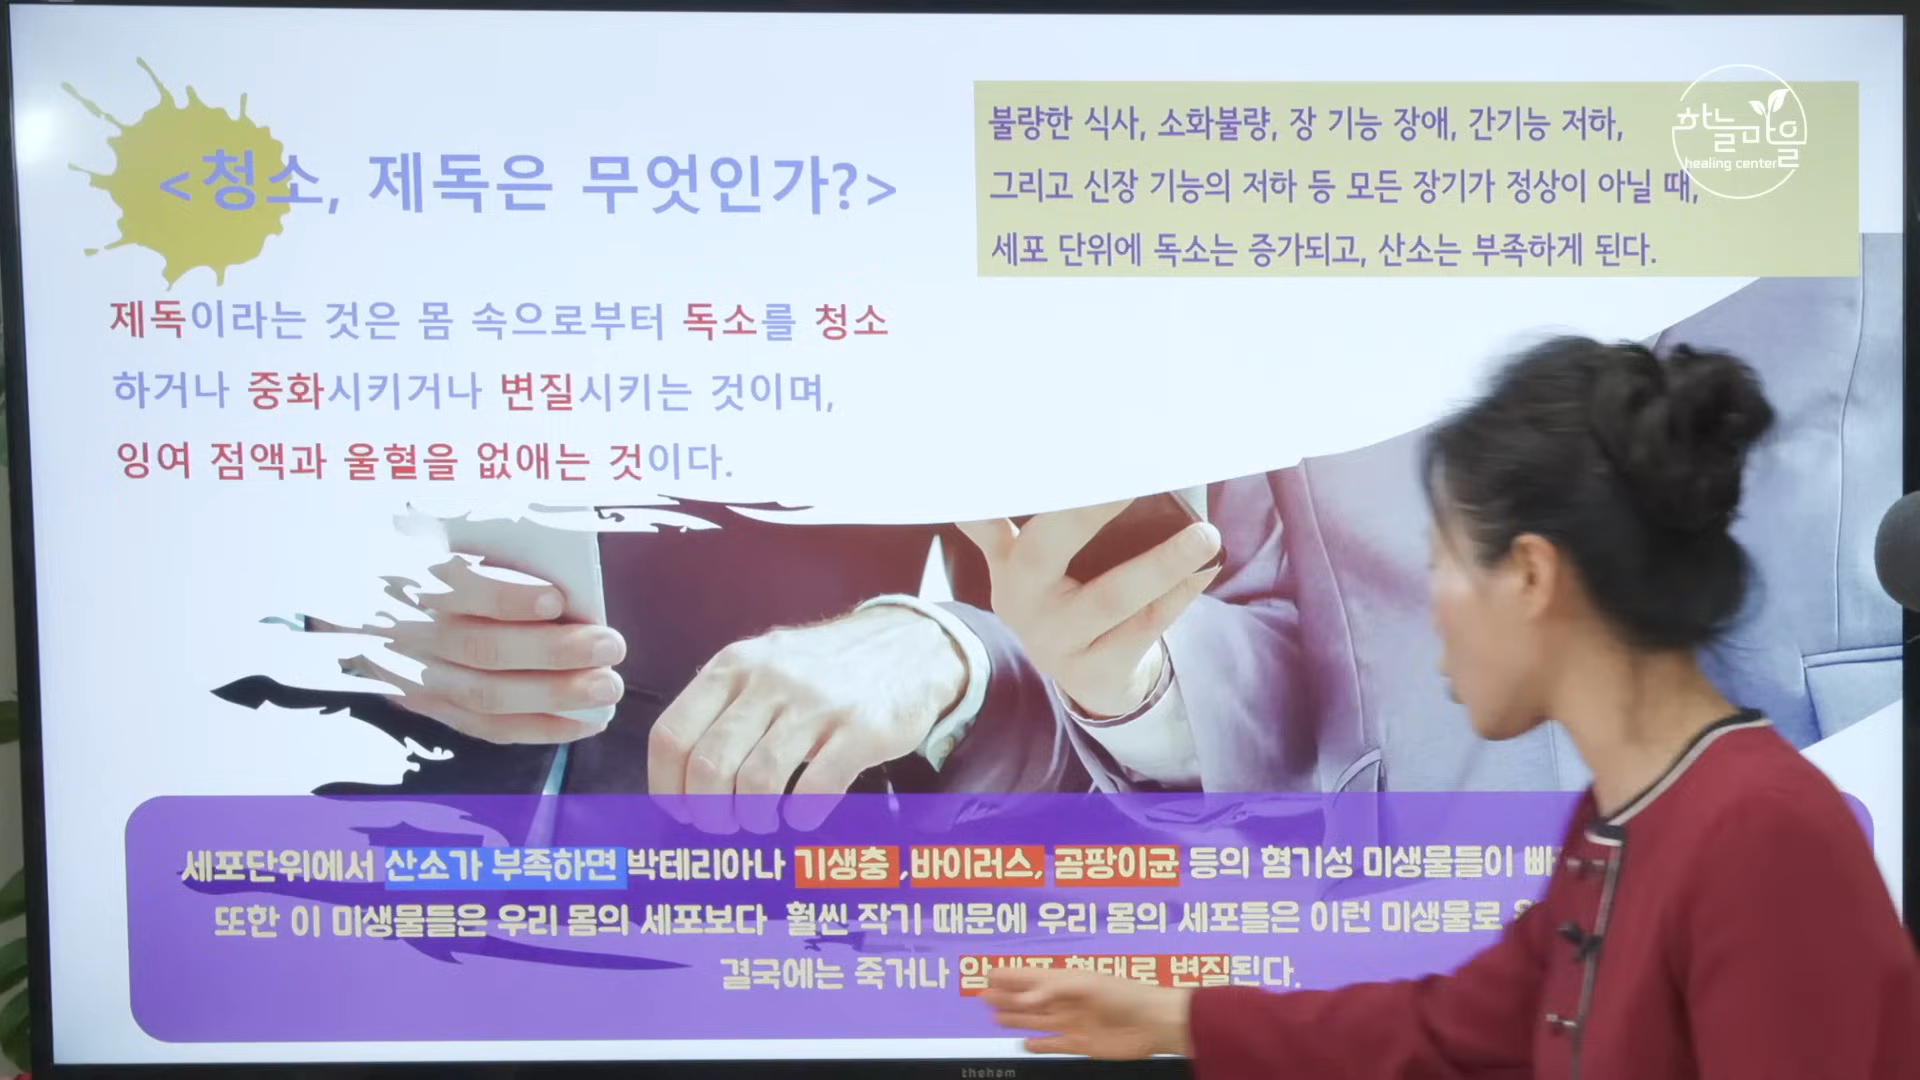 <청소, 제독은 무엇인가?>
제독이라는 것은 몸 속으로부터 독소를 청소
하거나 중화시키거나 변질시키는 것이며,
잉여 점액과 울혈을 없애는 것이다.
불량한 식사, 소화불량, 장 기능 장애, 간기능 저하,
그리고 신장 기능의 저하 등 모든 장기가 정상이 아닐 때,
세포 단위에 독소는 증가되고, 산소는 부족하게 된다.
하늘마을
healing center
세포단위에서 산소가 부족하면 박테리아나 기생충 ,바이러스, 곰팡이균 등의 혐기성 미생물들이
또한 이 미생물들은 우리 몸의 세포보다 훨씬 작기 때문에 우리 몸의 세포들은 이런 미생물로
결국에는 죽거나 암세포 형태로 변질된다.
theham